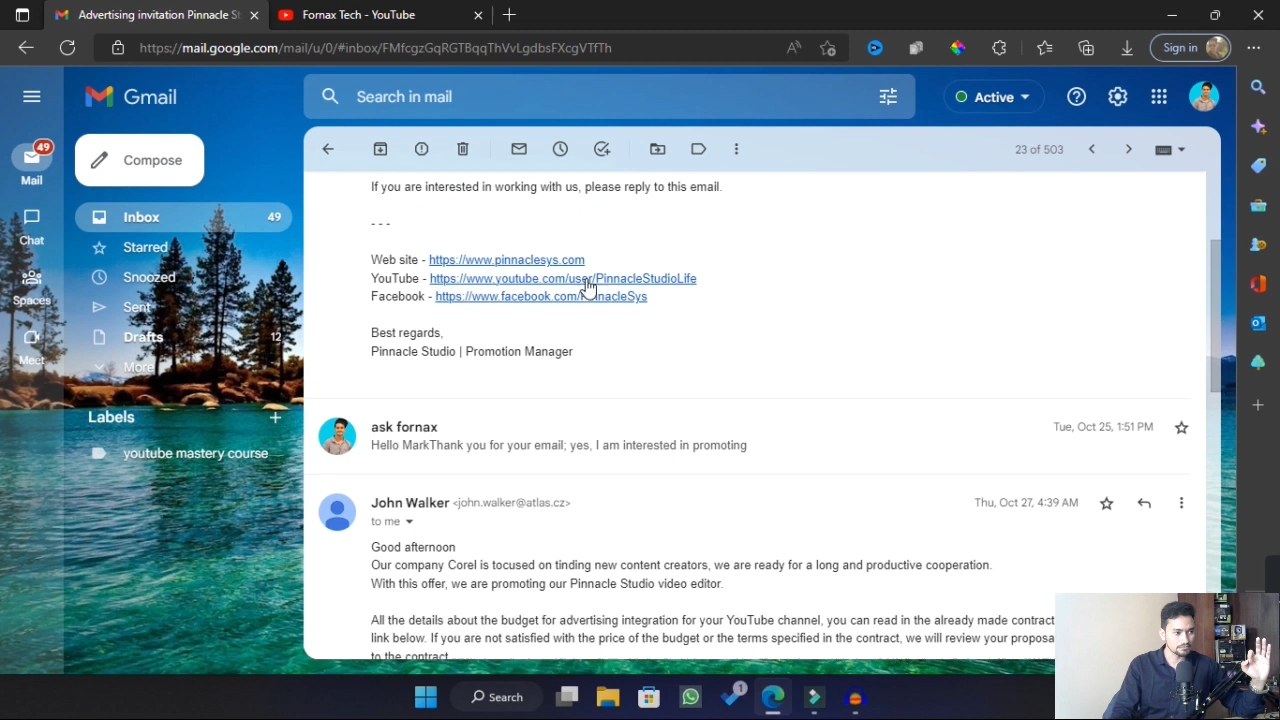 Advertising invitation Pinnacle St
Fornax Tech - YouTube
https://mail.google.com/mail/u/0/#inbox/FMfcgzGqRGTBqqThVvLgdbsFXcgVTfTh
Sign in
Gmail
Search in mail
Active
49
Mail
Chat
Spaces
Meet
Compose
Inbox 49
Starred
Snoozed
Sent
Drafts 12
More
Labels
youtube mastery course
23 of 503
If you are interested in working with us, please reply to this email.
- - -
Web site - https://www.pinnaclesys.com
YouTube - https://www.youtube.com/user/PinnacleStudioLife
Facebook - https://www.facebook.com/PinnacleSys
Best regards,
Pinnacle Studio | Promotion Manager
ask fornax
Tue, Oct 25, 1:51 PM
Hello MarkThank you for your email; yes, I am interested in promoting
John Walker <john.walker@atlas.cz>
Thu, Oct 27, 4:39 AM
to me
Good afternoon
Our company Corel is focused on tinding new content creators, we are ready for a long and productive cooperation.
With this offer, we are promoting our Pinnacle Studio video editor.
All the details about the budget for advertising integration for your YouTube channel, you can read in the already made contract
link below. If you are not satisfied with the price of the budget or the terms specified in the contract, we will review your proposa
to the contract
Search
1